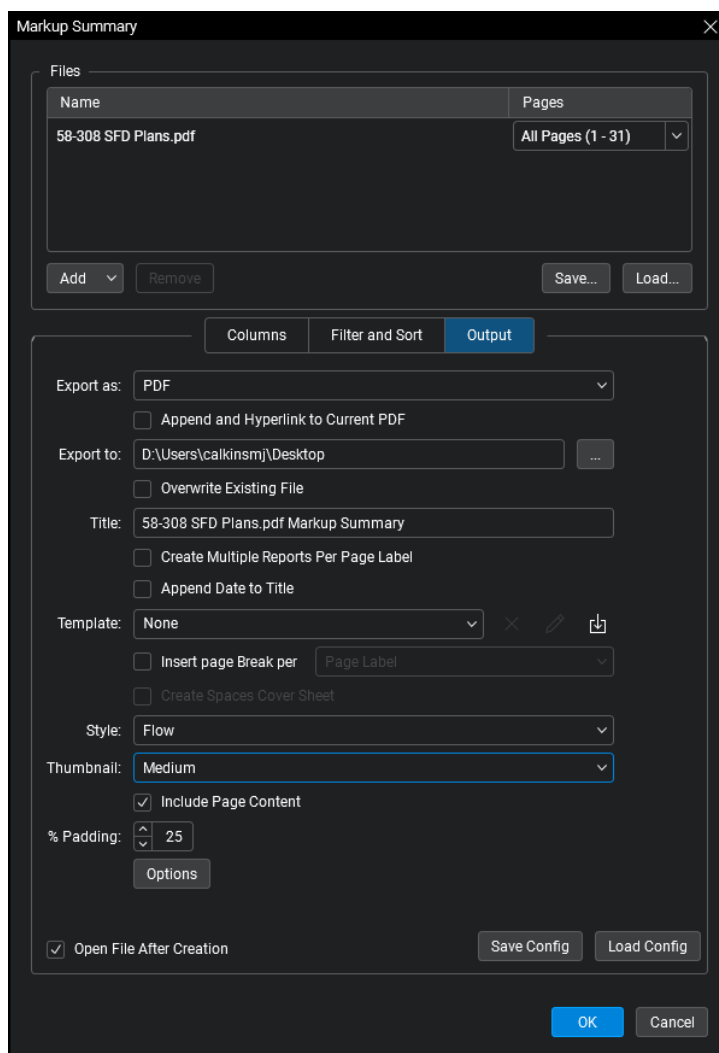 Markup Summary
Files
Name Pages
58-308 SFD Plans.pdf All Pages (1 - 31)
Add Remove Save... Load...
Columns Filter and Sort Output
Export as: PDF
Append and Hyperlink to Current PDF
Export to: D:\Users\calkinsmj\Desktop ...
Overwrite Existing File
Title: 58-308 SFD Plans.pdf Markup Summary
Create Multiple Reports Per Page Label
Append Date to Title
Template: None
Insert page Break per Page Label
Create Spaces Cover Sheet
Style: Flow
Thumbnail: Medium
Include Page Content
% Padding: 25
Options
Open File After Creation Save Config Load Config
OK Cancel